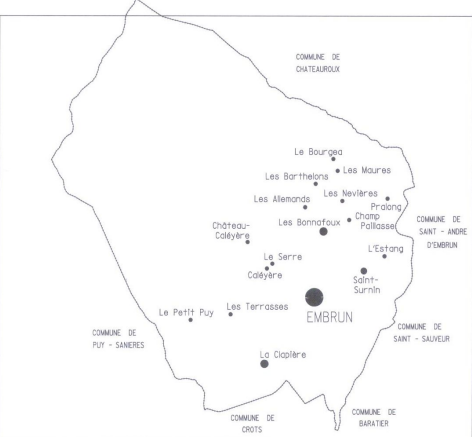 COMMUNE DE
CHATEAUROUX
Le Bourgea
Les Maures
Les Barthelons
Les Nevières
Les Allemands
Pralong
Champ
Paillasse
COMMUNE DE
SAINT - ANDRE
D'EMBRUN
Château-
Caléyère
Les Bonnafoux
L'Estang
Le Serre
Caléyère
Saint-
Surnin
Le Petit Puy
Les Terrasses
EMBRUN
COMMUNE DE
PUY - SANIERES
COMMUNE DE
SAINT - SAUVEUR
La Clapière
COMMUNE DE
CROTS
COMMUNE DE
BARATIER